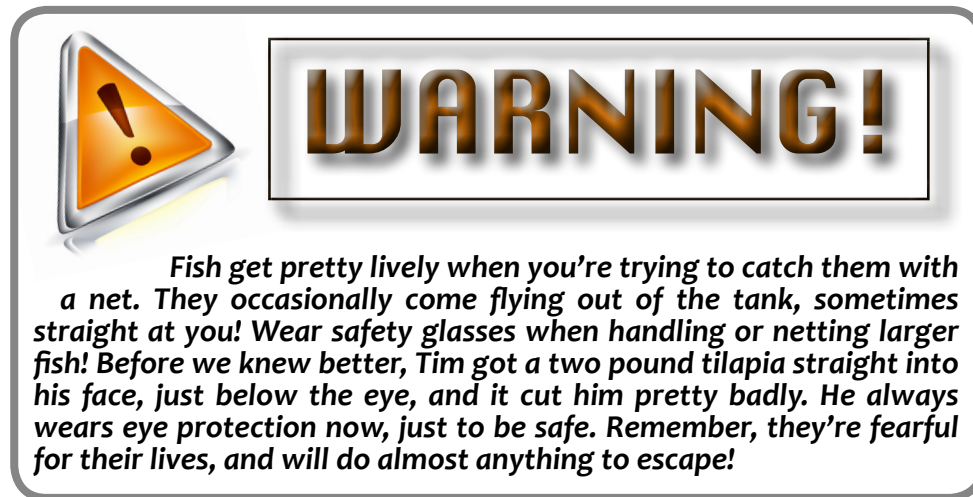 WARNING!
Fish get pretty lively when you’re trying to catch them with
a net. They occasionally come flying out of the tank, sometimes
straight at you! Wear safety glasses when handling or netting larger
fish! Before we knew better, Tim got a two pound tilapia straight into
his face, just below the eye, and it cut him pretty badly. He always
wears eye protection now, just to be safe. Remember, they’re fearful
for their lives, and will do almost anything to escape!